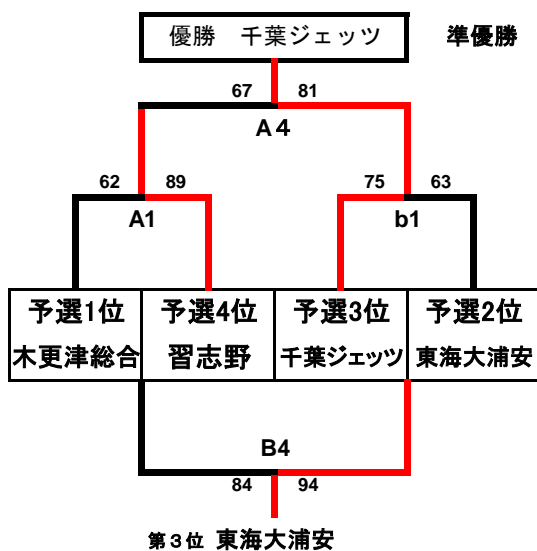 優勝　千葉ジェッツ　準優勝
67 81
A４
62 89 75 63
A1 b1
予選1位 予選4位 予選3位 予選2位
木更津総合 習志野 千葉ジェッツ 東海大浦安
B4
84 94
第３位 東海大浦安